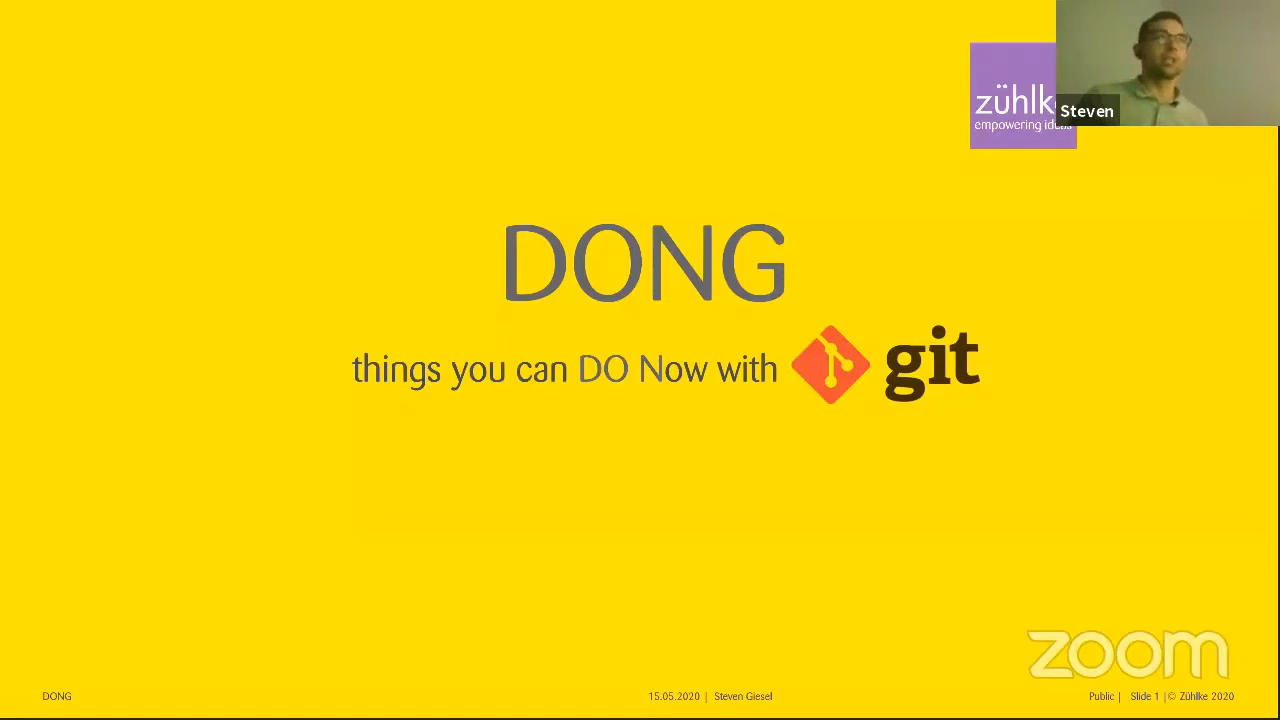 zühlke
empowering ideas
Steven
DONG
things you can DO Now with git
zoom
DONG
15.05.2020 | Steven Giesel
Public | Slide 1 | © Zühlke 2020